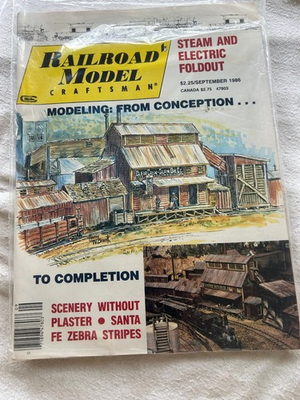 RAILROAD
MODEL
CRAFTSMAN
STEAM AND
ELECTRIC
FOLDOUT
$2.25/SEPTEMBER 1986
CANADA $2.75 47803
MODELING: FROM CONCEPTION . . .
TO COMPLETION
SCENERY WITHOUT
PLASTER • SANTA
FE ZEBRA STRIPES